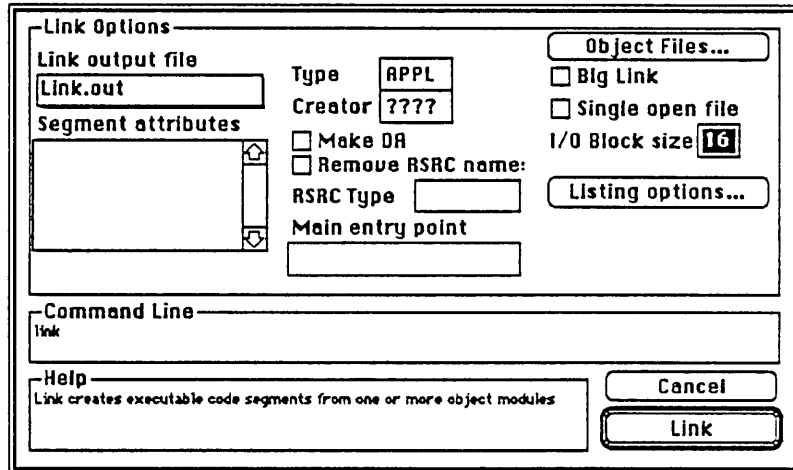 Link Options
Link output file
Link.out
Segment attributes
Type APPL
Creator ????
Make DA
Remove RSRC name:
RSRC Type
Main entry point
Object Files...
Big Link
Single open file
I/O Block size 16
Listing options...
Command Line
link
Help
Link creates executable code segments from one or more object modules
Cancel
Link